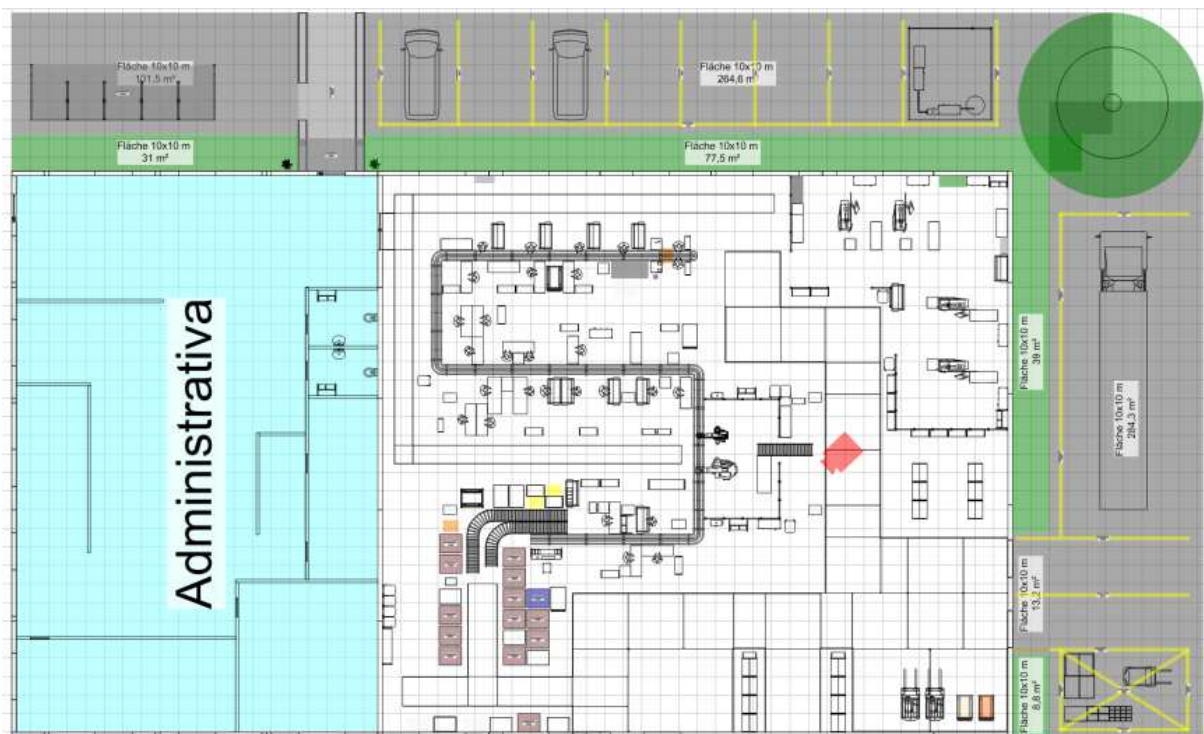 Fläche 10x10 m
101,5 m²
Fläche 10x10 m
264,6 m²
Fläche 10x10 m
31 m²
Fläche 10x10 m
77,5 m²
Administrativa
Fläche 10x10 m
39 m²
Fläche 10x10 m
284,3 m²
Fläche 10x10 m
13,2 m²
Fläche 10x10 m
8,8 m²